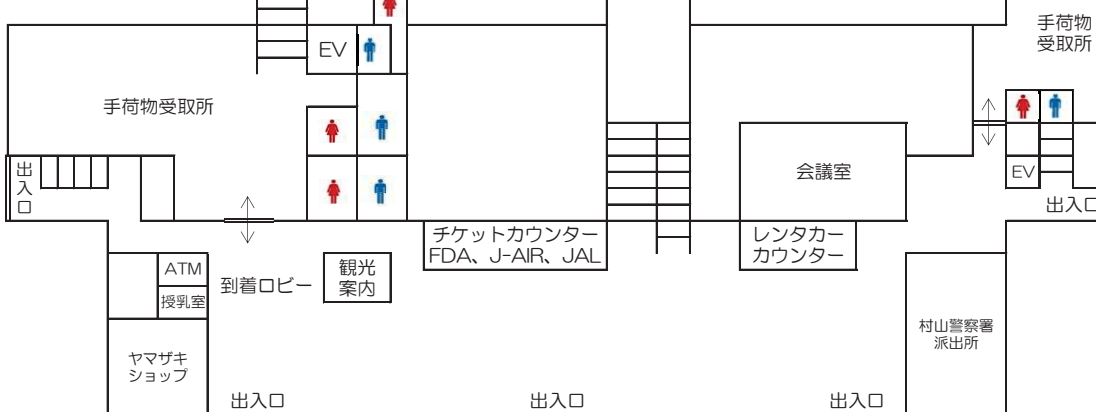 手荷物
受取所
EV
手荷物受取所
会議室
EV
出入口
出入口
チケットカウンター
FDA、J-AIR、JAL
レンタカー
カウンター
ATM
到着ロビー
観光
案内
授乳室
村山警察署
派出所
ヤマザキ
ショップ
出入口
出入口
出入口